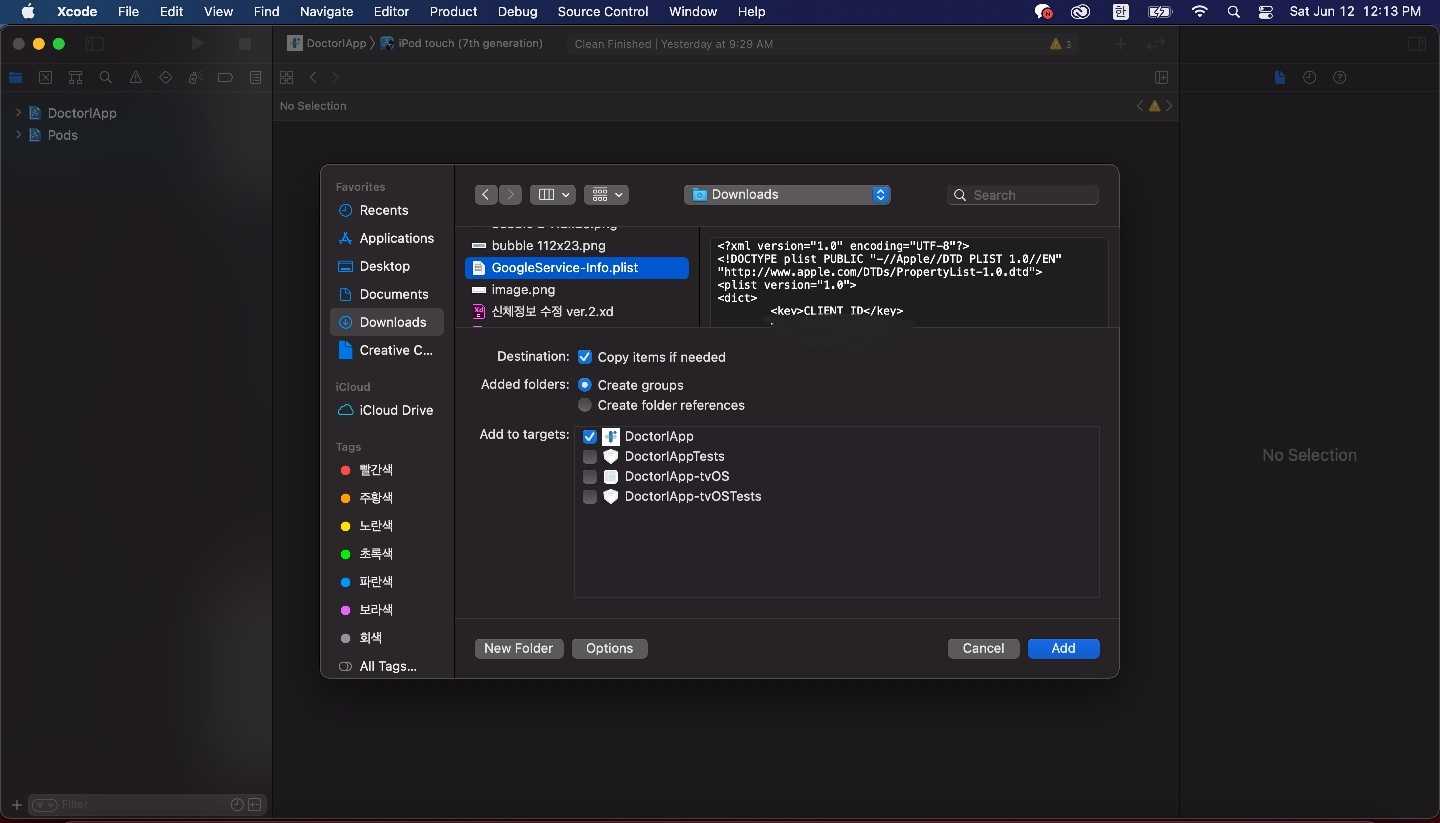 Xcode File Edit View Find Navigate Editor Product Debug Source Control Window Help 한 Sat Jun 12 12:13 PM
DoctorIApp 〉 iPod touch (7th generation) Clean Finished | Yesterday at 9:29 AM 3
No Selection
DoctorIApp
Pods
Favorites
Recents
Applications
Desktop
Documents
Downloads
Creative C...
iCloud
iCloud Drive
Tags
빨간색
주황색
노란색
초록색
파란색
보라색
회색
All Tags...
Downloads
Search
bubble 112x23.png
GoogleService-Info.plist
image.png
신체정보 수정 ver.2.xd
<?xml version="1.0" encoding="UTF-8"?>
<!DOCTYPE plist PUBLIC "-//Apple//DTD PLIST 1.0//EN"
"http://www.apple.com/DTDs/PropertyList-1.0.dtd">
<plist version="1.0">
<dict>
<key>CLIENT_ID</key>
Destination: Copy items if needed
Added folders: Create groups
Create folder references
Add to targets: DoctorIApp
DoctorIAppTests
DoctorIApp-tvOS
DoctorIApp-tvOSTests
New Folder Options Cancel Add
No Selection
Filter